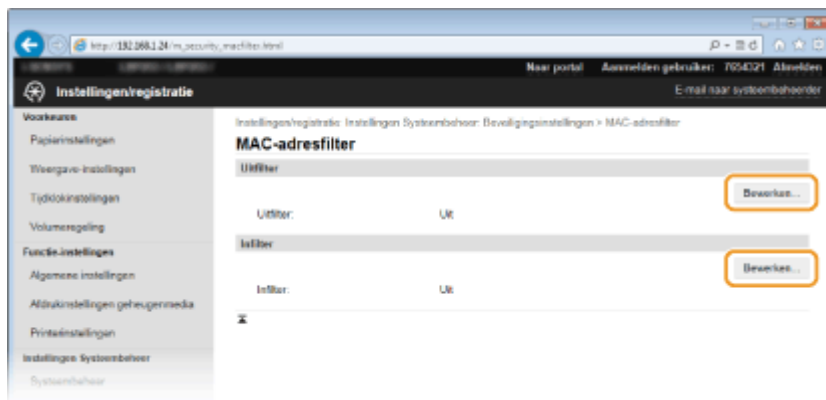 http://192.168.1.24/m_security_macfilter.html
Naar portal Aanmelden gebruiker: 7654321 Afmelden
Instellingen/registratie
E-mail naar systeembeheerder
Voorkeuren
Papierinstellingen
Weergave-instellingen
Tijdklokinstellingen
Volumeregeling
Functie-instellingen
Algemene instellingen
Afdrukinstellingen geheugenmedia
Printerinstellingen
Instellingen Systeembeheer
Systeembeheer
Instellingen/registratie: Instellingen Systeembeheer: Beveiligingsinstellingen > MAC-adresfilter
MAC-adresfilter
Uitfilter
Bewerken...
Uitfilter: Uit
Infilter
Bewerken...
Infilter: Uit